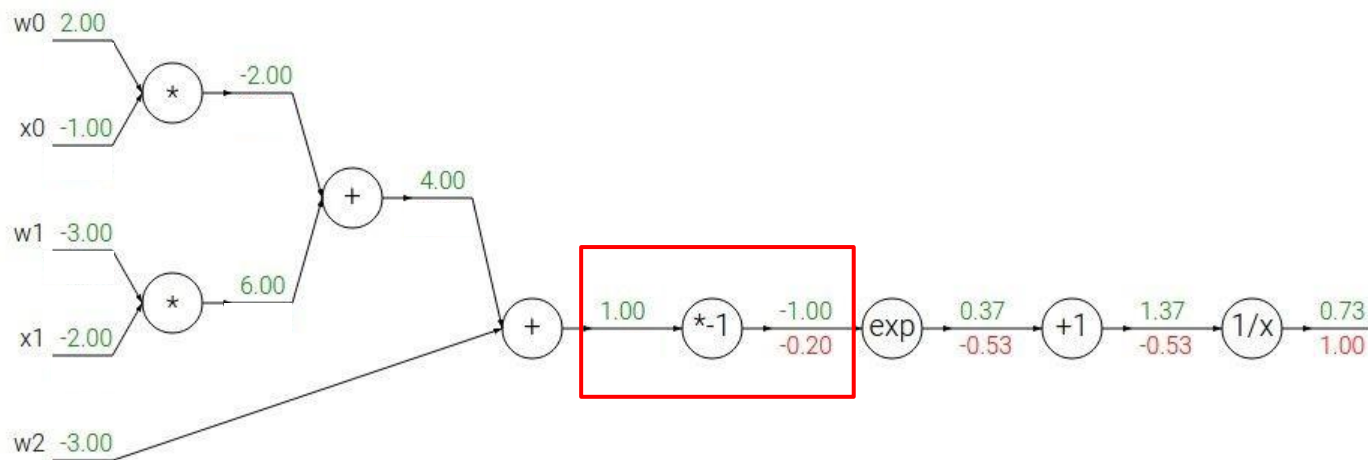 w0 2.00
-2.00
*
x0 -1.00
4.00
+
w1 -3.00
6.00
*
1.00 -1.00 0.37 1.37 0.73
+ *-1 exp +1 1/x
x1 -2.00
-0.20 -0.53 -0.53 1.00
w2 -3.00